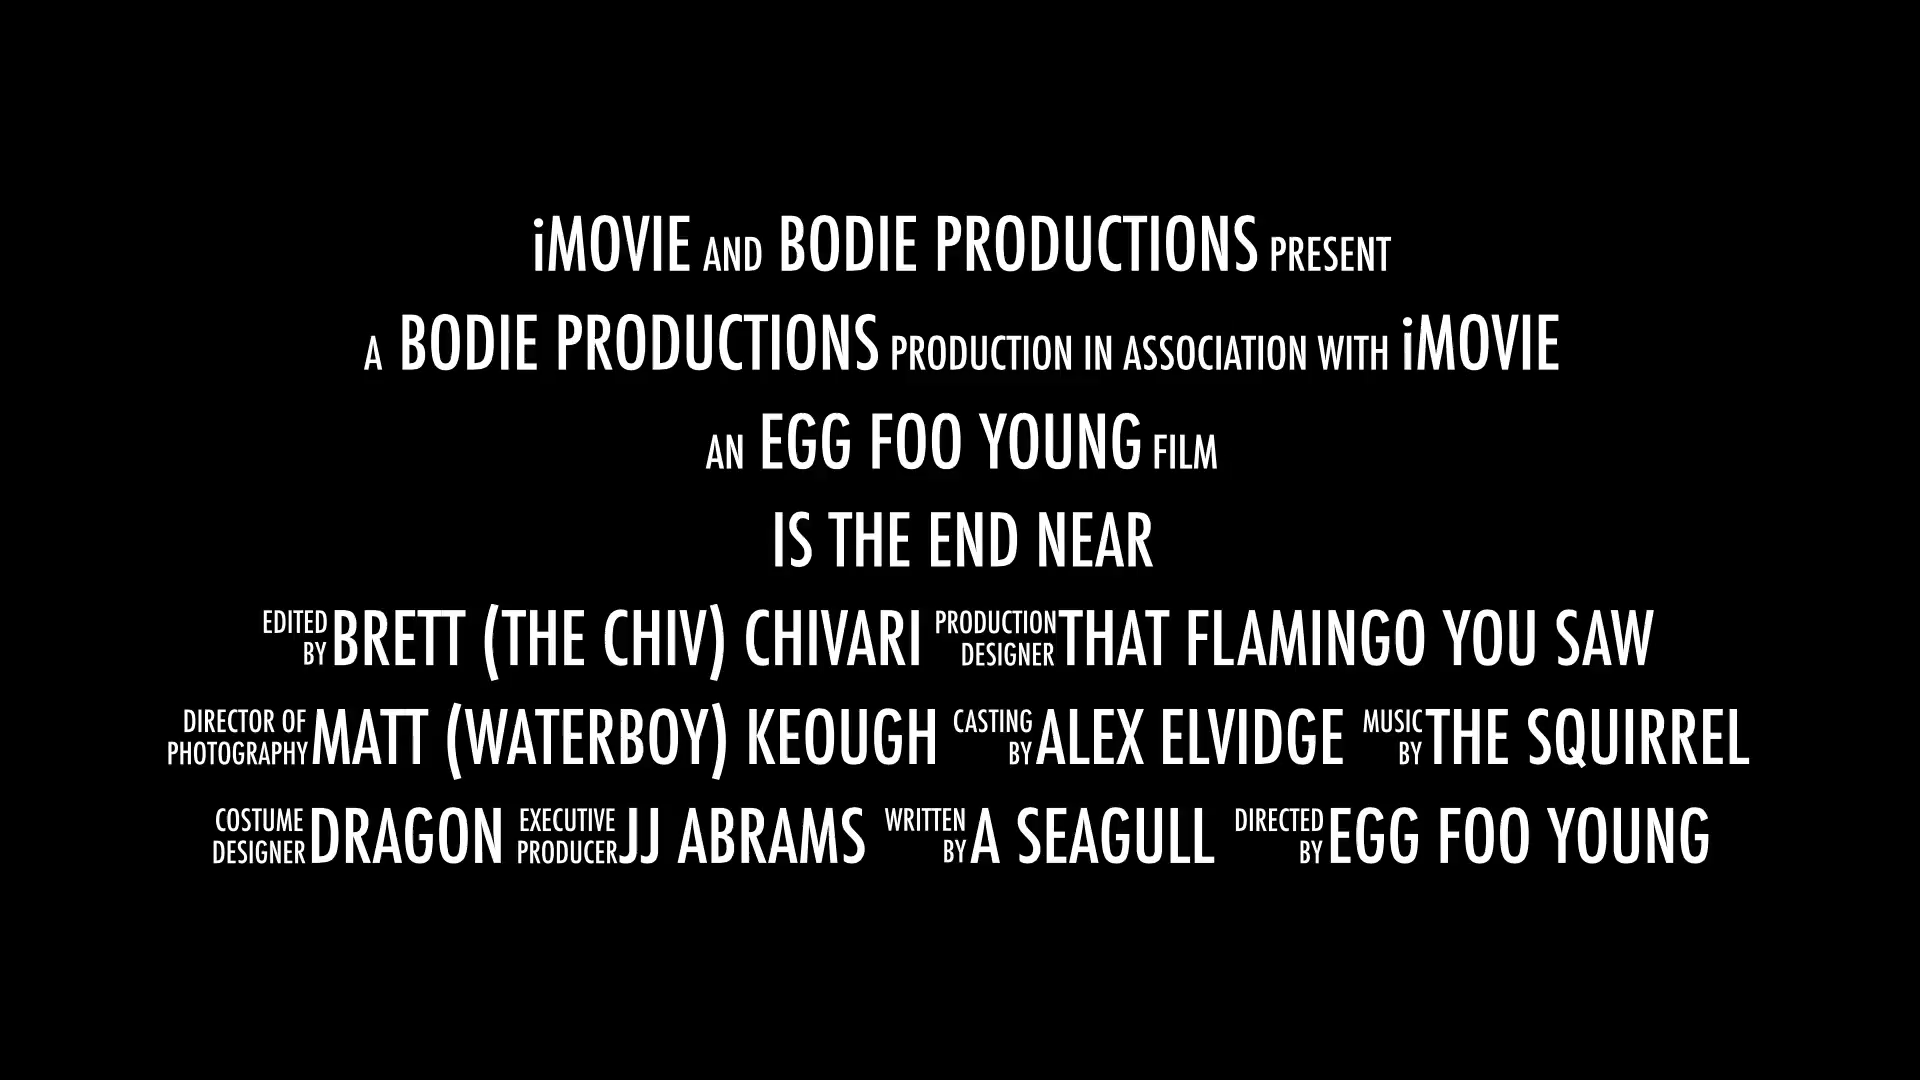 iMOVIE AND BODIE PRODUCTIONS PRESENT
A BODIE PRODUCTIONS PRODUCTION IN ASSOCIATION WITH iMOVIE
AN EGG FOO YOUNG FILM
IS THE END NEAR
EDITED BY BRETT (THE CHIV) CHIVARI PRODUCTION DESIGNER THAT FLAMINGO YOU SAW
DIRECTOR OF PHOTOGRAPHY MATT (WATERBOY) KEOUGH CASTING BY ALEX ELVIDGE MUSIC BY THE SQUIRREL
COSTUME DESIGNER DRAGON EXECUTIVE PRODUCER JJ ABRAMS WRITTEN BY A SEAGULL DIRECTED BY EGG FOO YOUNG